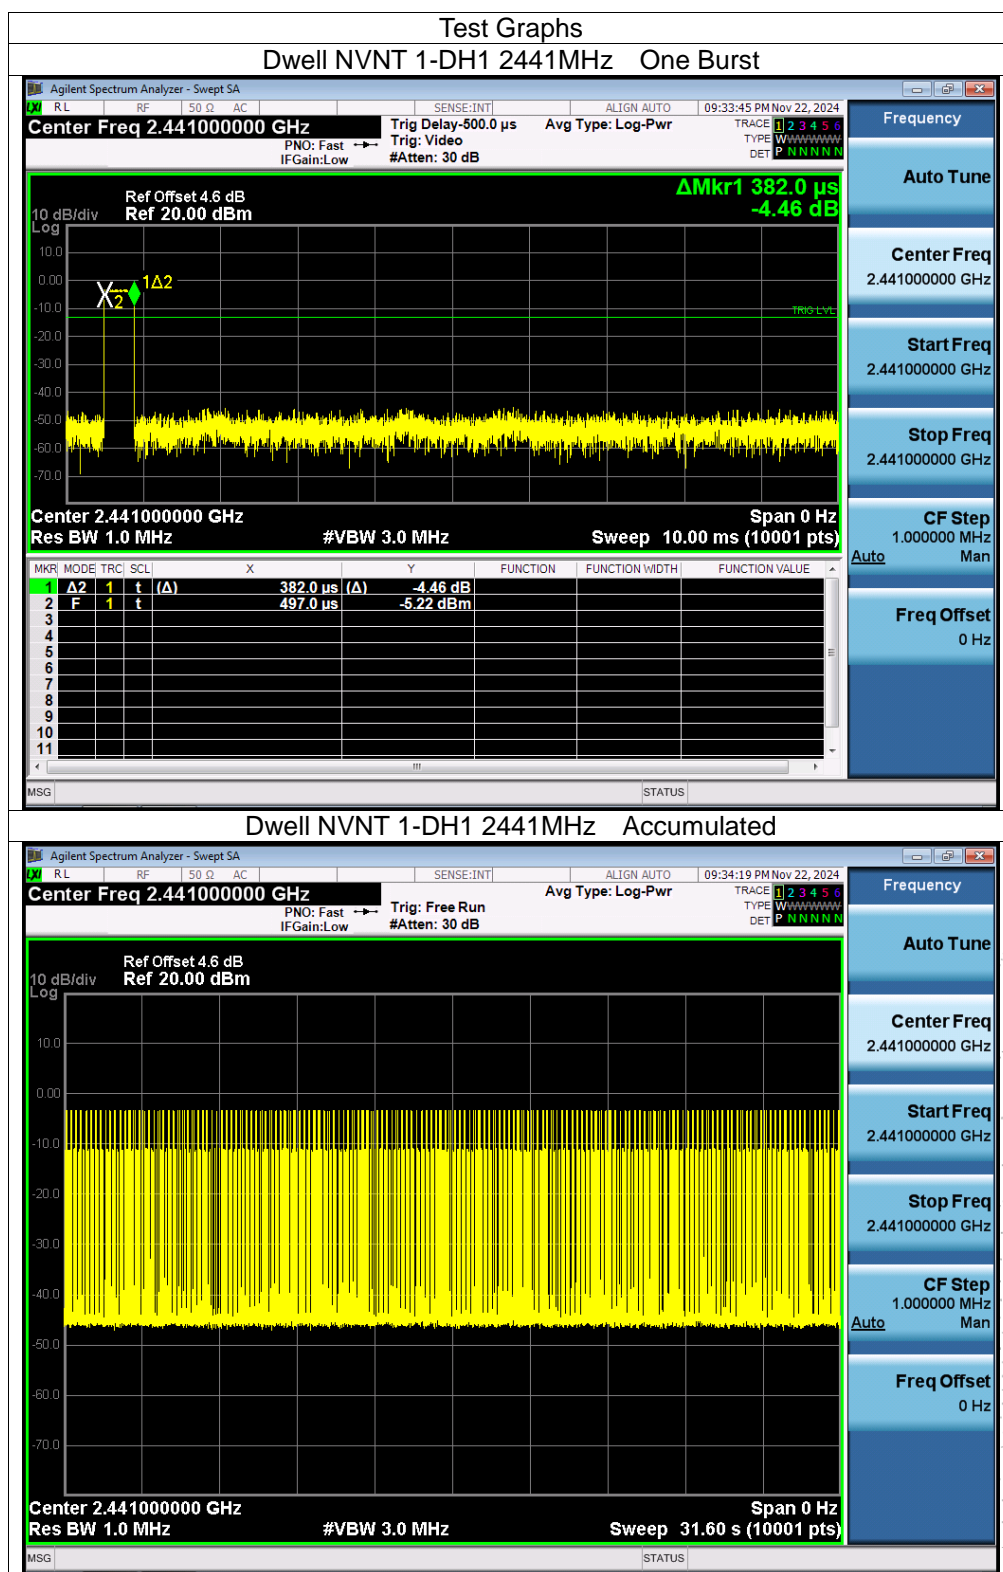 Test Graphs
Dwell NVNT 1-DH1 2441MHz One Burst
Agilent Spectrum Analyzer - Swept SA
LXI RL RF 50 Ω AC SENSE:INT ALIGN AUTO 09:33:45 PM Nov 22, 2024
Center Freq 2.441000000 GHz Trig Delay-500.0 µs Avg Type: Log-Pwr TRACE 1 2 3 4 5 6
PNO: Fast Trig: Video TYPE WWWWWW
IFGain:Low #Atten: 30 dB DET P N N N N N
Frequency
Auto Tune
ΔMkr1 382.0 µs
-4.46 dB
Ref Offset 4.6 dB
10 dB/div Ref 20.00 dBm
Log
10.0
0.00
-10.0
-20.0
-30.0
-40.0
-50.0
-60.0
-70.0
1Δ2
X2
TRIG LVL
Center 2.441000000 GHz Span 0 Hz
Res BW 1.0 MHz #VBW 3.0 MHz Sweep 10.00 ms (10001 pts)
Center Freq
2.441000000 GHz
Start Freq
2.441000000 GHz
Stop Freq
2.441000000 GHz
CF Step
1.000000 MHz
Auto Man
Freq Offset
0 Hz
MKR MODE TRC SCL X Y FUNCTION FUNCTION WIDTH FUNCTION VALUE
1 Δ2 1 t (Δ) 382.0 µs (Δ) -4.46 dB
2 F 1 t 497.0 µs -5.22 dBm
3
4
5
6
7
8
9
10
11
MSG STATUS
Dwell NVNT 1-DH1 2441MHz Accumulated
Agilent Spectrum Analyzer - Swept SA
LXI RL RF 50 Ω AC SENSE:INT ALIGN AUTO 09:34:19 PM Nov 22, 2024
Center Freq 2.441000000 GHz Avg Type: Log-Pwr TRACE 1 2 3 4 5 6
PNO: Fast Trig: Free Run TYPE WWWWWW
IFGain:Low #Atten: 30 dB DET P N N N N N
Frequency
Auto Tune
Ref Offset 4.6 dB
10 dB/div Ref 20.00 dBm
Log
10.0
0.00
-10.0
-20.0
-30.0
-40.0
-50.0
-60.0
-70.0
Center 2.441000000 GHz Span 0 Hz
Res BW 1.0 MHz #VBW 3.0 MHz Sweep 31.60 s (10001 pts)
Center Freq
2.441000000 GHz
Start Freq
2.441000000 GHz
Stop Freq
2.441000000 GHz
CF Step
1.000000 MHz
Auto Man
Freq Offset
0 Hz
MSG STATUS